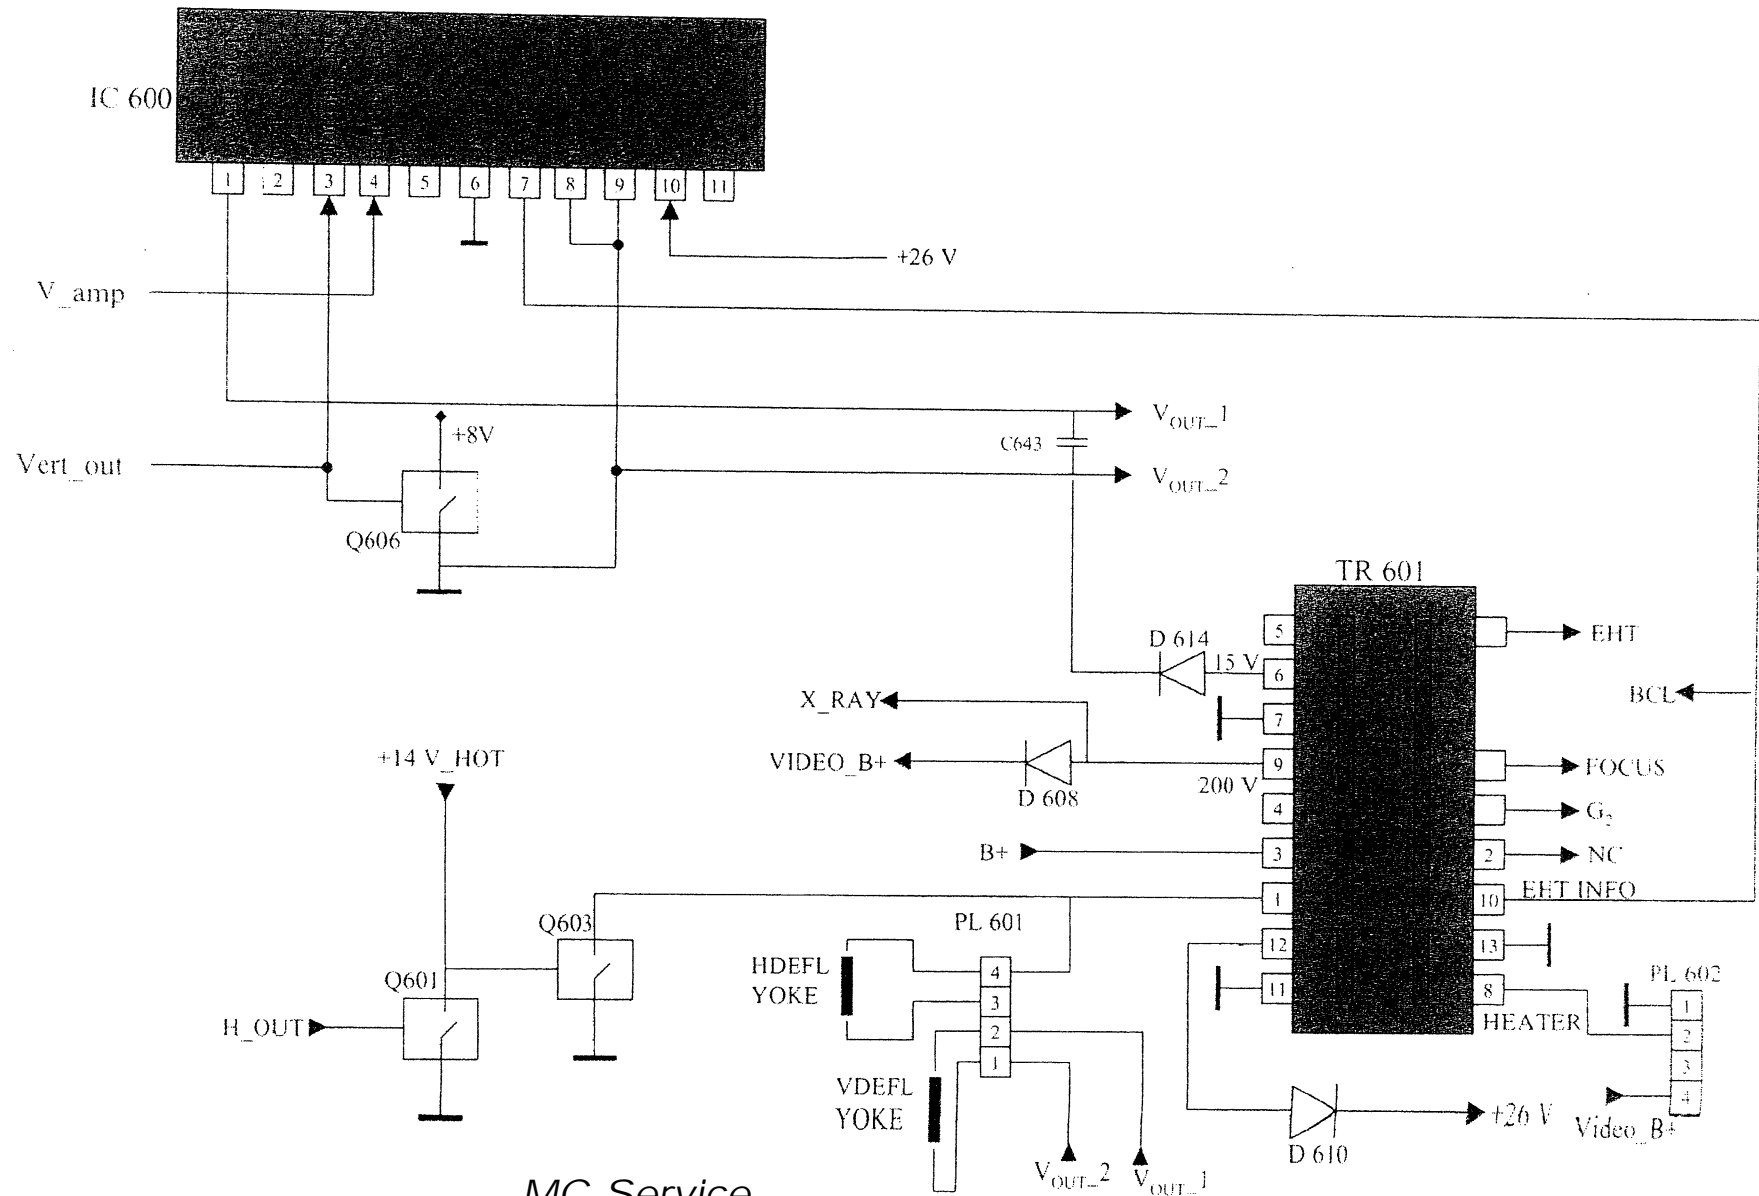 IC 600
1 2 3 4 5 6 7 8 9 10 11
+26 V
V_amp
VOUT_1
+8V
C643
Vert_out
VOUT_2
Q606
TR 601
5
EHT
D 614
15 V
6
X_RAY
BCL
7
+14 V_HOT
VIDEO_B+
9
FOCUS
D 608
200 V
4
G2
B+
3
2
NC
1
10
EHT INFO
Q603
PL 601
12
13
HDEFL
YOKE
4
Q601
11
8
PL 602
3
1
H_OUT
HEATER
2
2
1
3
VDEFL
YOKE
4
+26 V
Video_B+
D 610
VOUT_2
VOUT_1
MC Service